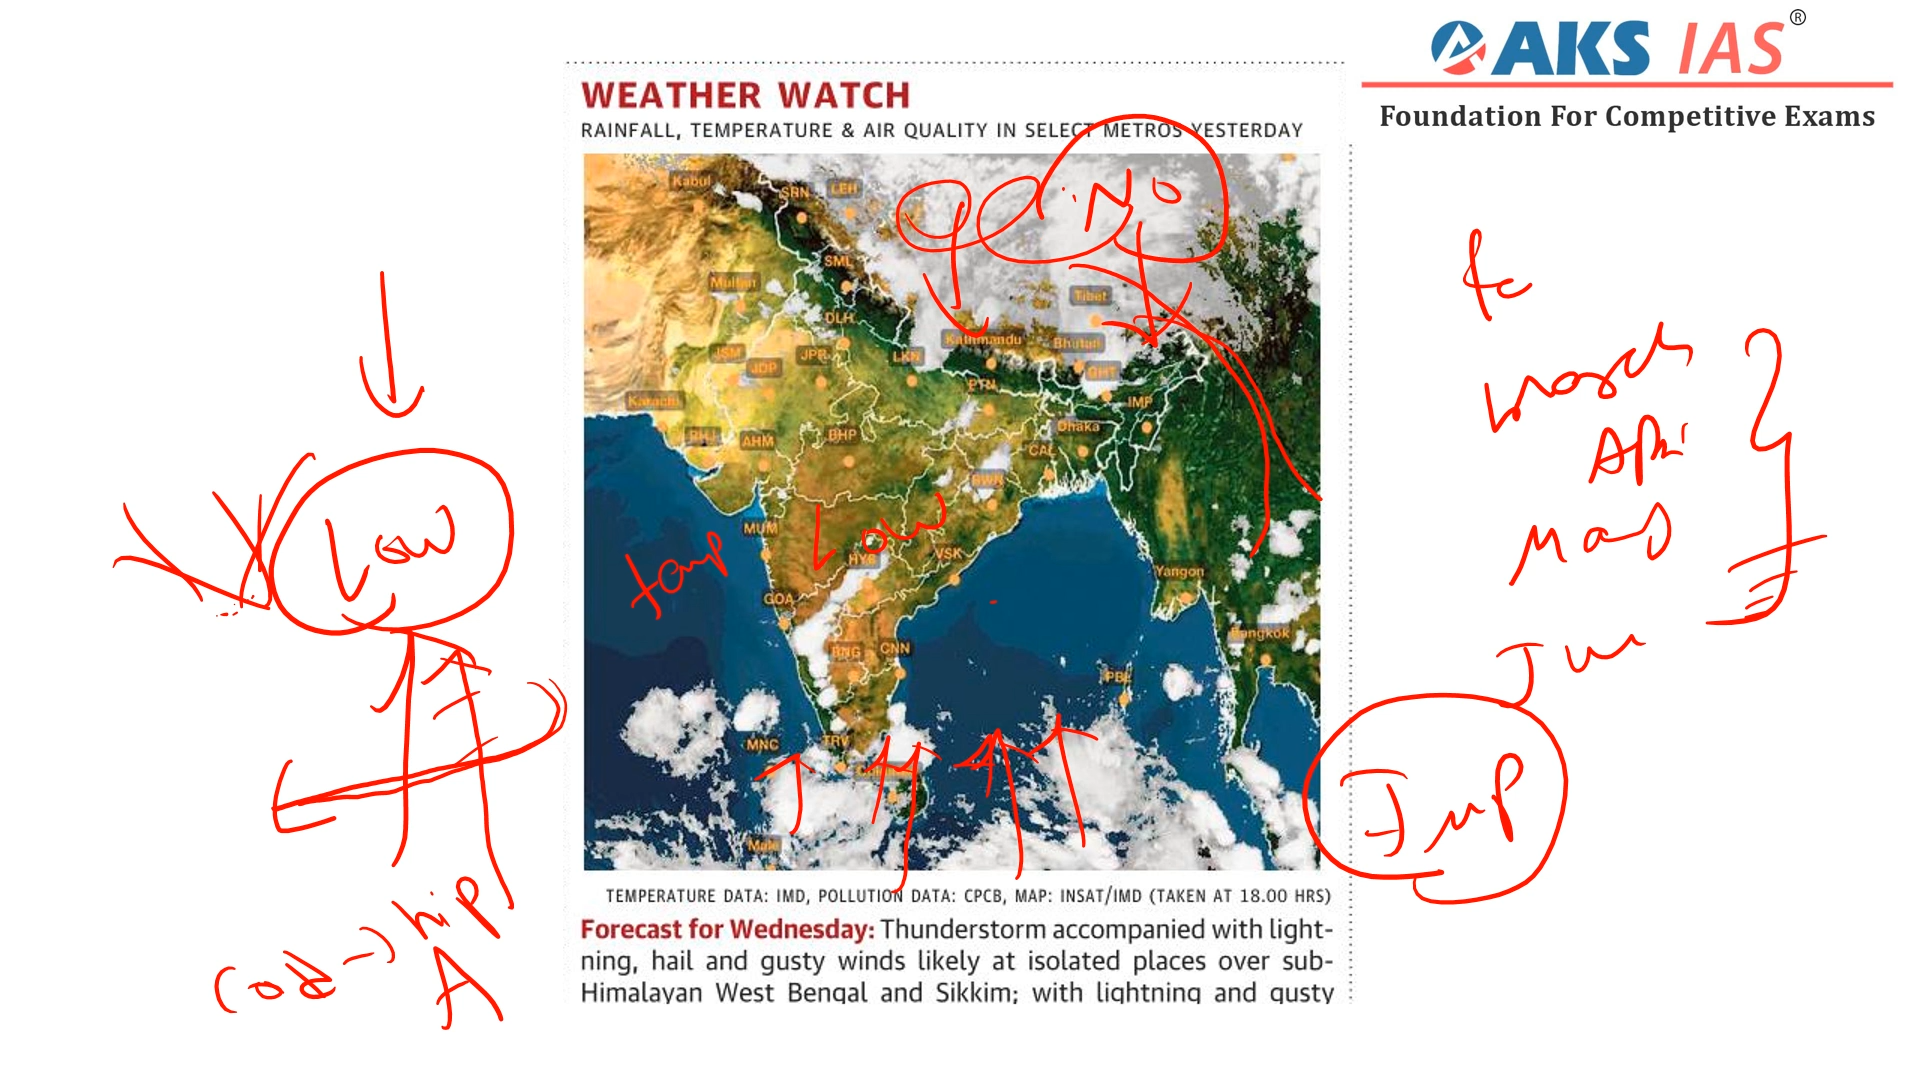 AKS IAS®
Foundation For Competitive Exams
WEATHER WATCH
RAINFALL, TEMPERATURE & AIR QUALITY IN SELECT METROS YESTERDAY
Kabul
SRN
LEH
SML
Multan
Tibet
DLH
Kathmandu
Bhutan
JSM
JPR
LKN
JDP
GHT
PTN
Karachi
IMP
Dhaka
BHJ
AHM
BHP
CAL
BWN
MUM
HYB
VSK
Yangon
GOA
Bangkok
BNG
CNN
PBL
MNC
TRV
Male
Low
Low
March
April
May
Jun
Imp
TEMPERATURE DATA: IMD, POLLUTION DATA: CPCB, MAP: INSAT/IMD (TAKEN AT 18.00 HRS)
Forecast for Wednesday: Thunderstorm accompanied with light-
ning, hail and gusty winds likely at isolated places over sub-
Himalayan West Bengal and Sikkim; with lightning and gusty